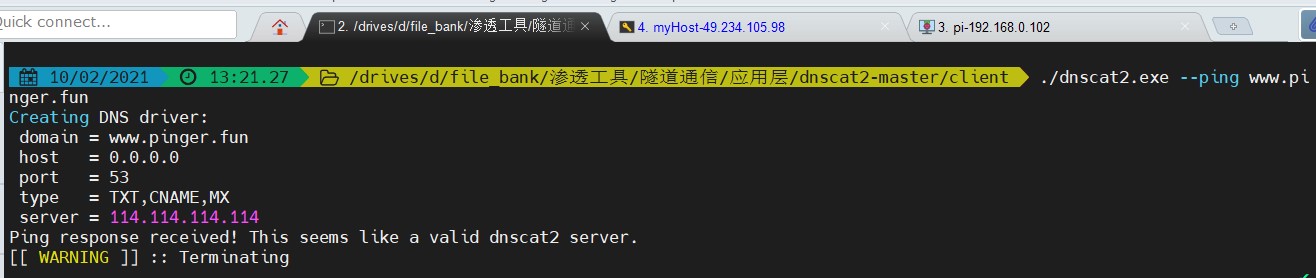 Quick connect...
2. /drives/d/file_bank/渗透工具/隧道通
4. myHost-49.234.105.98
3. pi-192.168.0.102
10/02/2021 13:21.27 /drives/d/file_bank/渗透工具/隧道通信/应用层/dnscat2-master/client ./dnscat2.exe --ping www.pi
nger.fun
Creating DNS driver:
domain = www.pinger.fun
host   = 0.0.0.0
port   = 53
type   = TXT,CNAME,MX
server = 114.114.114.114
Ping response received! This seems like a valid dnscat2 server.
[[ WARNING ]] :: Terminating